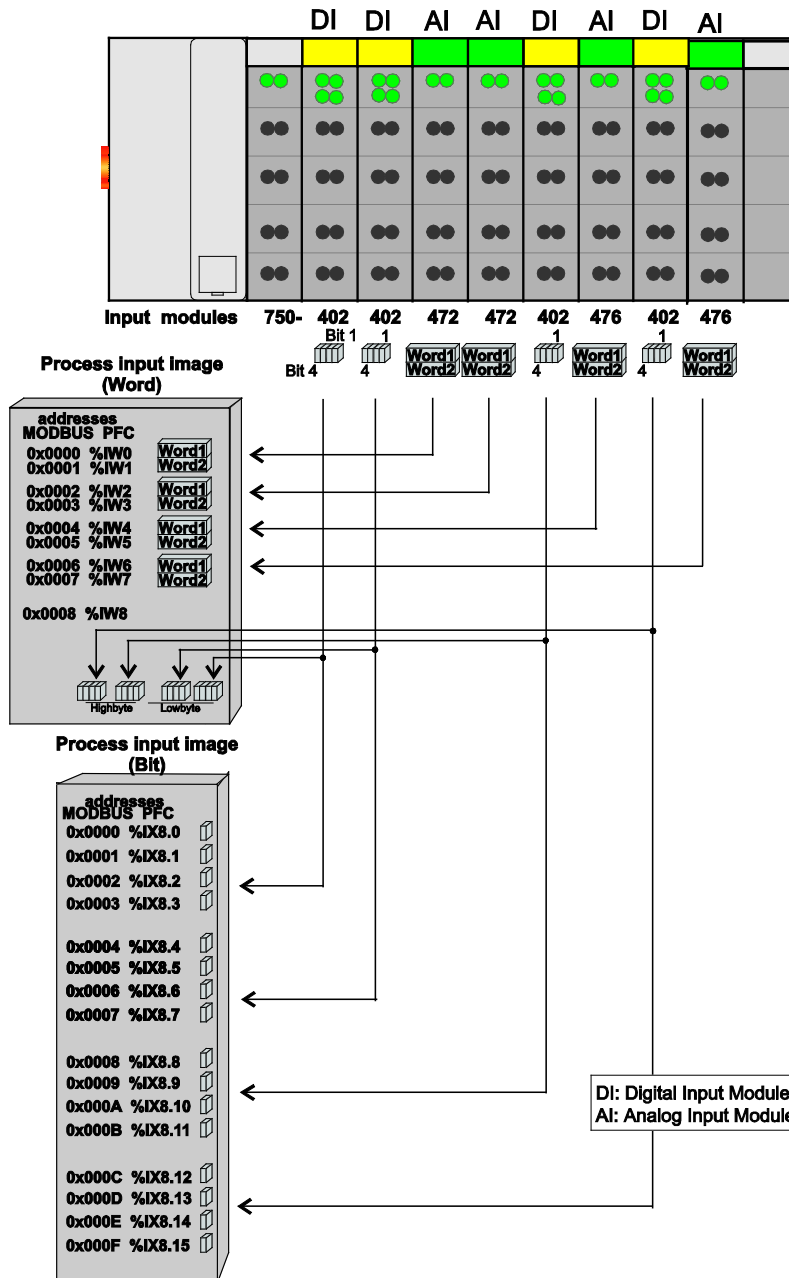 DI DI AI AI DI AI DI AI
Input modules 750- 402 402 472 472 402 476 402 476
Bit 1 1 1 1
Word1 Word1 Word1 Word1
Bit 4 4 Word2 Word2 4 Word2 4 Word2
Process input image
(Word)
addresses
MODBUS PFC
0x0000 %IW0 Word1
0x0001 %IW1 Word2
0x0002 %IW2 Word1
0x0003 %IW3 Word2
0x0004 %IW4 Word1
0x0005 %IW5 Word2
0x0006 %IW6 Word1
0x0007 %IW7 Word2
0x0008 %IW8
Highbyte Lowbyte
Process input image
(Bit)
addresses
MODBUS PFC
0x0000 %IX8.0
0x0001 %IX8.1
0x0002 %IX8.2
0x0003 %IX8.3
0x0004 %IX8.4
0x0005 %IX8.5
0x0006 %IX8.6
0x0007 %IX8.7
0x0008 %IX8.8
0x0009 %IX8.9
0x000A %IX8.10
0x000B %IX8.11
0x000C %IX8.12
0x000D %IX8.13
0x000E %IX8.14
0x000F %IX8.15
DI: Digital Input Module
AI: Analog Input Module